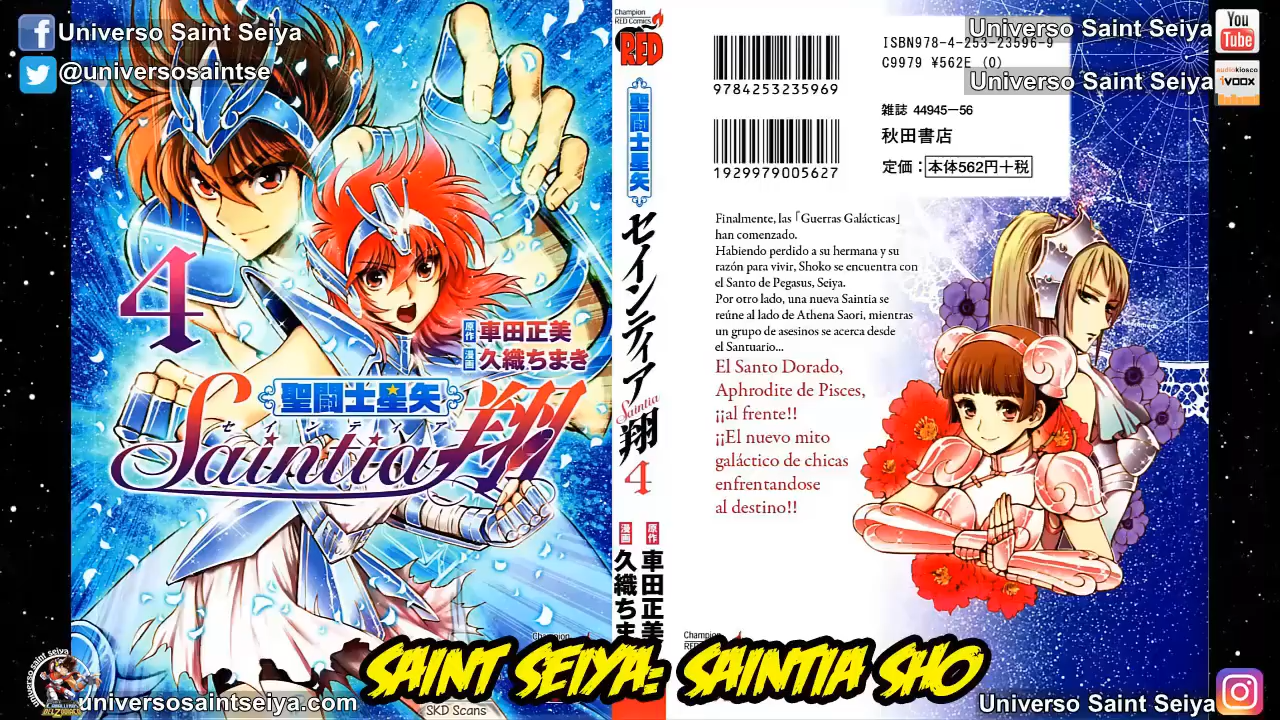 Universo Saint Seiya
@universosaintse
4
原作
車田正美
漫画
久織ちまき
聖闘士星矢
セインティア
Saintia翔
Champion
SKD Scans
universo saint seiya
universosaintseiya.com
Champion
RED Comics
RED
聖闘士星矢
セインティア
Saintia
翔
4
漫画
久織ちま
原作
車田正美
9784253235969
1929979005627
ISBN978-4-253-23596-9
C9979 ¥562E (0)
雑誌 44945-56
秋田書店
定価：本体562円+税
Universo Saint Seiya
You
Tube
Universo Saint Seiya
audiokiosco
iVOOX
Finalmente, las「Guerras Galácticas」
han comenzado.
Habiendo perdido a su hermana y su
razón para vivir, Shoko se encuentra con
el Santo de Pegasus, Seiya.
Por otro lado, una nueva Saintia se
reúne al lado de Athena Saori, mientras
un grupo de asesinos se acerca desde
el Santuario...
El Santo Dorado,
Aphrodite de Pisces,
¡¡al frente!!
¡¡El nuevo mito
galáctico de chicas
enfrentandose
al destino!!
Champion
SAINT SEIYA: SAINTIA SHO
Universo Saint Seiya